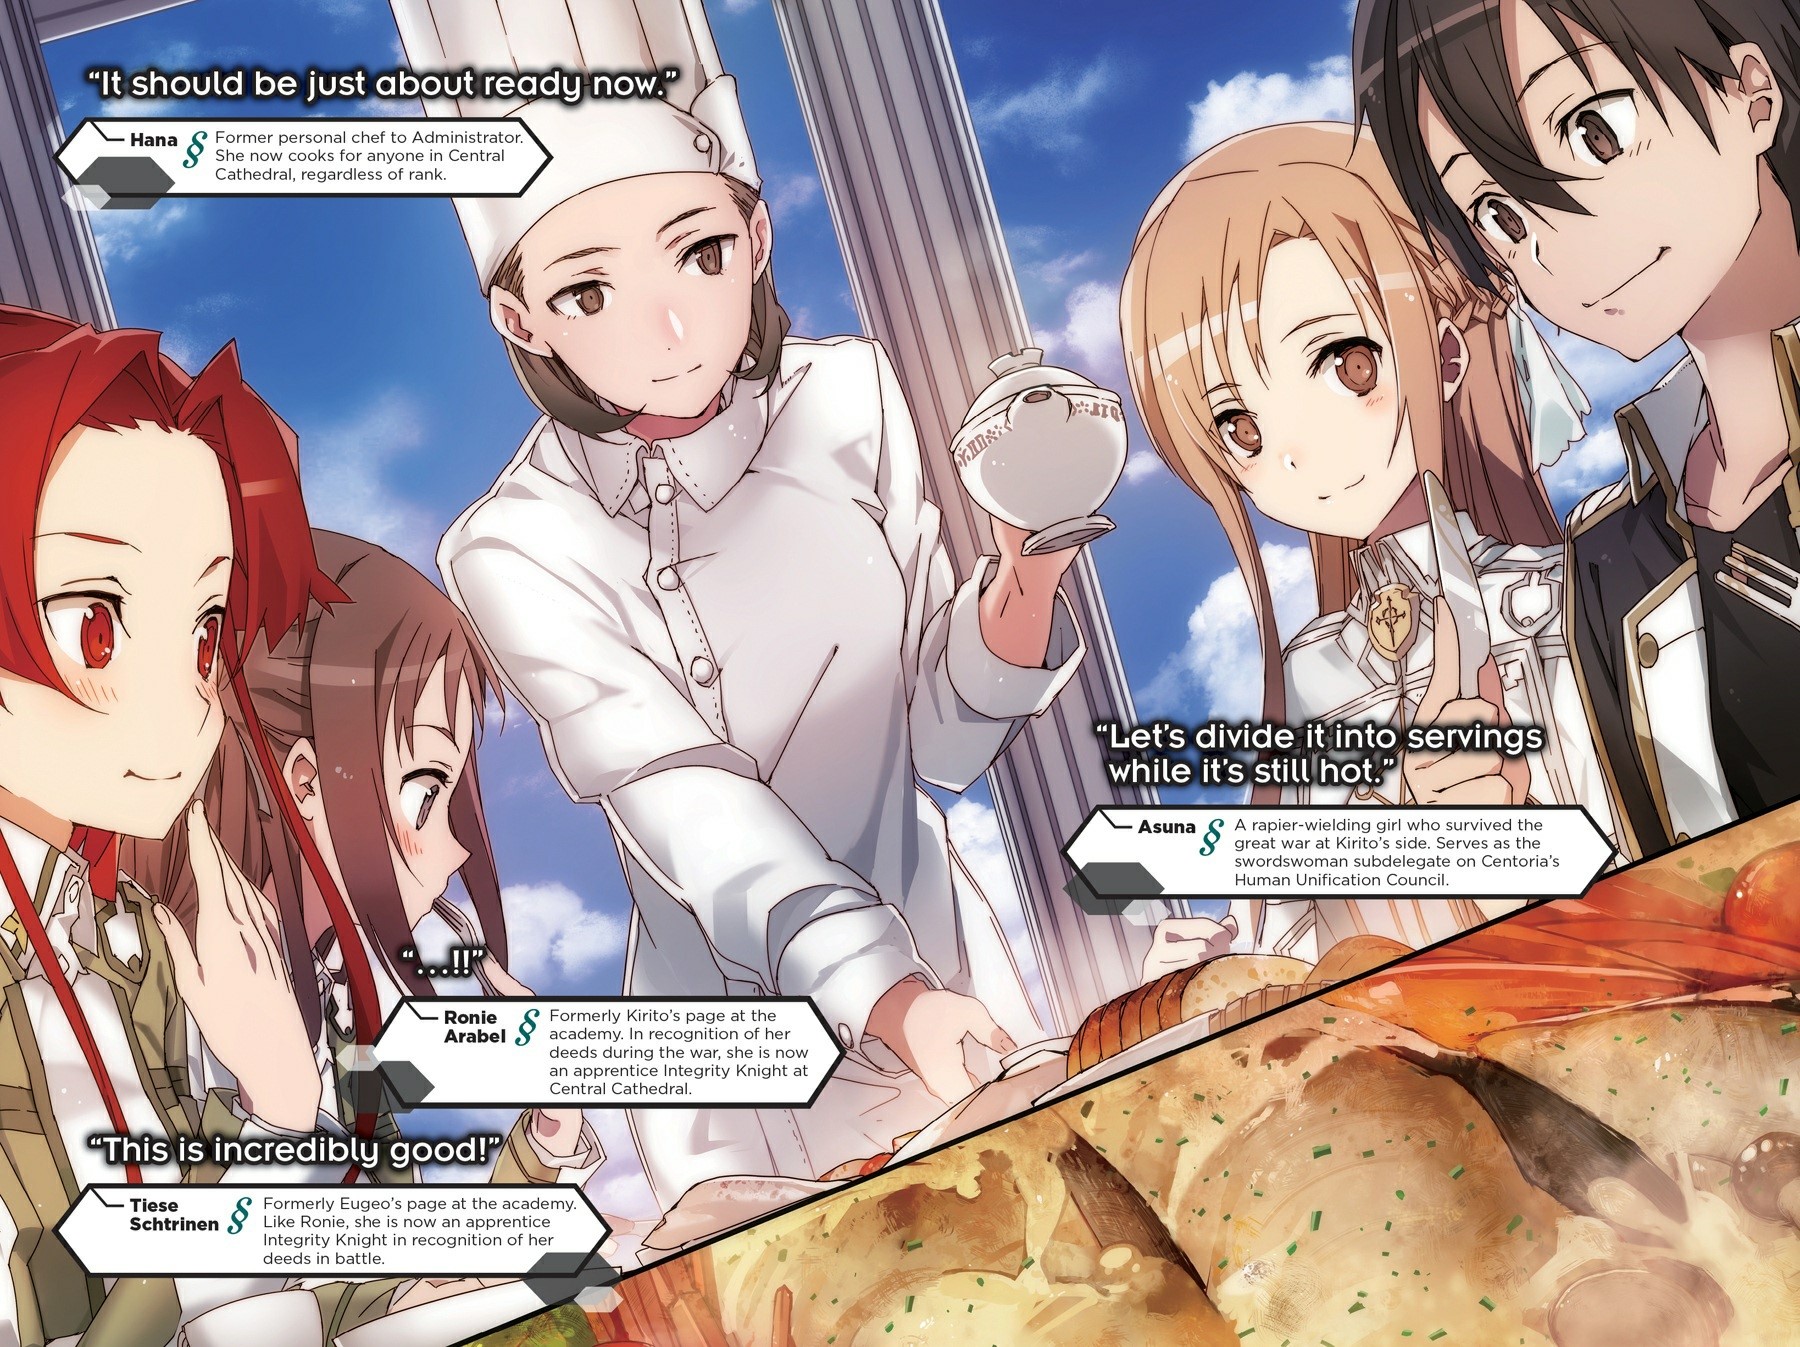 “It should be just about ready now.”
Hana § Former personal chef to Administrator.
She now cooks for anyone in Central
Cathedral, regardless of rank.
“Let’s divide it into servings
while it’s still hot.”
Asuna § A rapier-wielding girl who survived the
great war at Kirito’s side. Serves as the
swordswoman subdelegate on Centoria’s
Human Unification Council.
“...!!”
Ronie
Arabel § Formerly Kirito’s page at the
academy. In recognition of her
deeds during the war, she is now
an apprentice Integrity Knight at
Central Cathedral.
“This is incredibly good!”
Tiese
Schtrinen § Formerly Eugeo’s page at the academy.
Like Ronie, she is now an apprentice
Integrity Knight in recognition of her
deeds in battle.